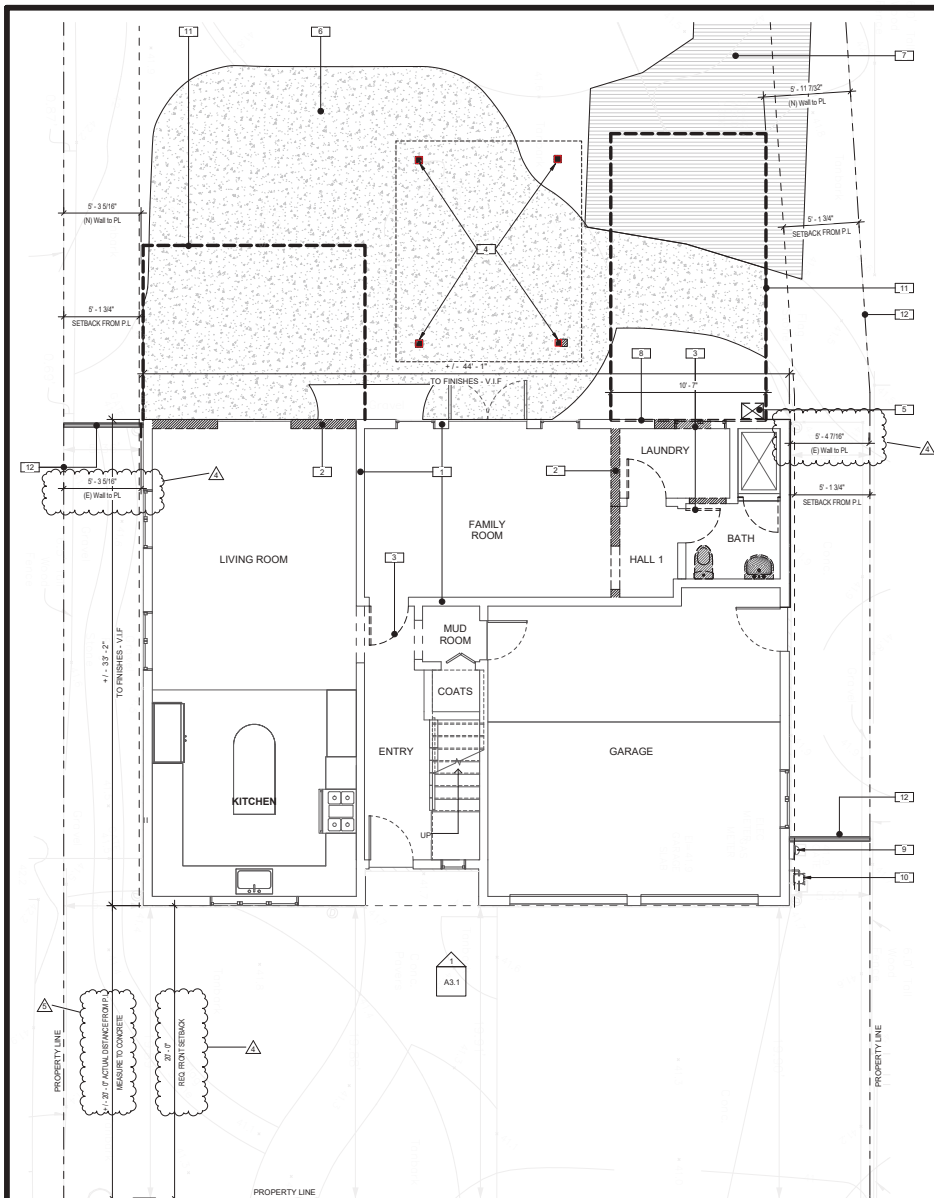 11
6
7
5' - 11 7/32"
(N) Wall to PL
5' - 3 5/16"
(N) Wall to PL
5' - 1 3/4"
SETBACK FROM P.L
4
11
12
5' - 1 3/4"
SETBACK FROM P.L
+ / - 44' - 1"
TO FINISHES - V.I.F
8
3
10' - 7"
5
12
2
1
2
LAUNDRY
5' - 4 7/16"
(E) Wall to PL
4
4
5' - 3 5/16"
(E) Wall to PL
5' - 1 3/4"
SETBACK FROM P.L
FAMILY
ROOM
BATH
LIVING ROOM
3
HALL 1
MUD
ROOM
+ / - 33' - 2"
TO FINISHES - V.I.F
COATS
ENTRY
GARAGE
KITCHEN
UP
12
9
10
1
A3.1
5
+ / - 20' - 0" ACTUAL DISTANCE FROM P.L
MEASURE TO CONCRETE
20' - 0"
REQ. FRONT SETBACK
4
PROPERTY LINE
PROPERTY LINE
PROPERTY LINE